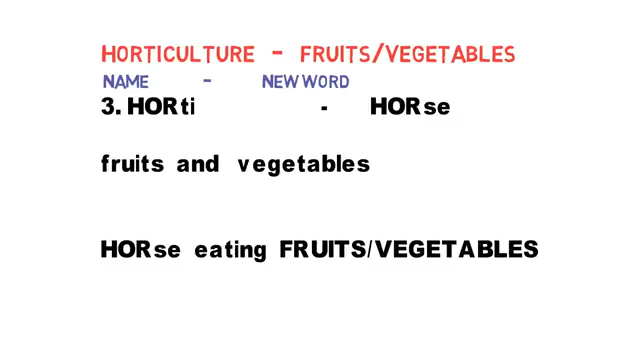 HORTICULTURE - FRUITS/VEGETABLES
NAME - NEW WORD
3. HORti - HORse
fruits and vegetables
HORse eating FRUITS/VEGETABLES